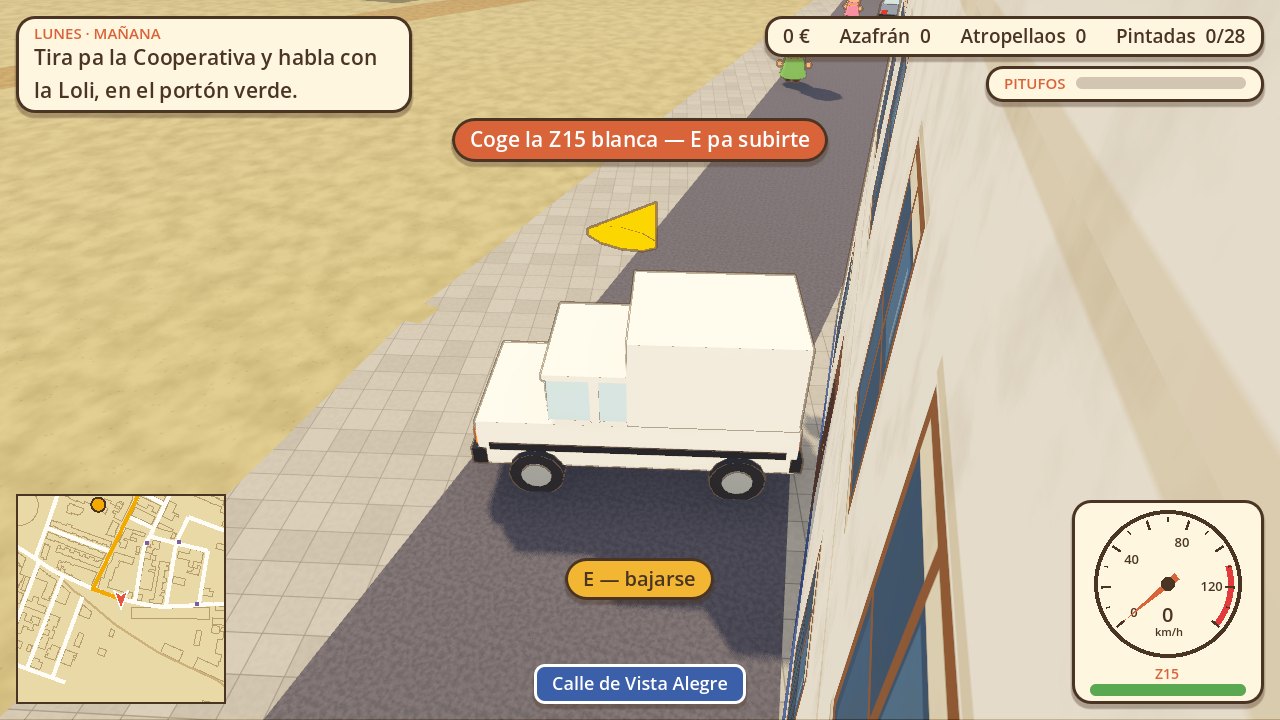 LUNES · MAÑANA
Tira pa la Cooperativa y habla con
la Loli, en el portón verde.
0 € Azafrán 0 Atropellaos 0 Pintadas 0/28
PITUFOS
Coge la Z15 blanca — E pa subirte
E — bajarse
Calle de Vista Alegre
80
40
120
0
0
km/h
Z15